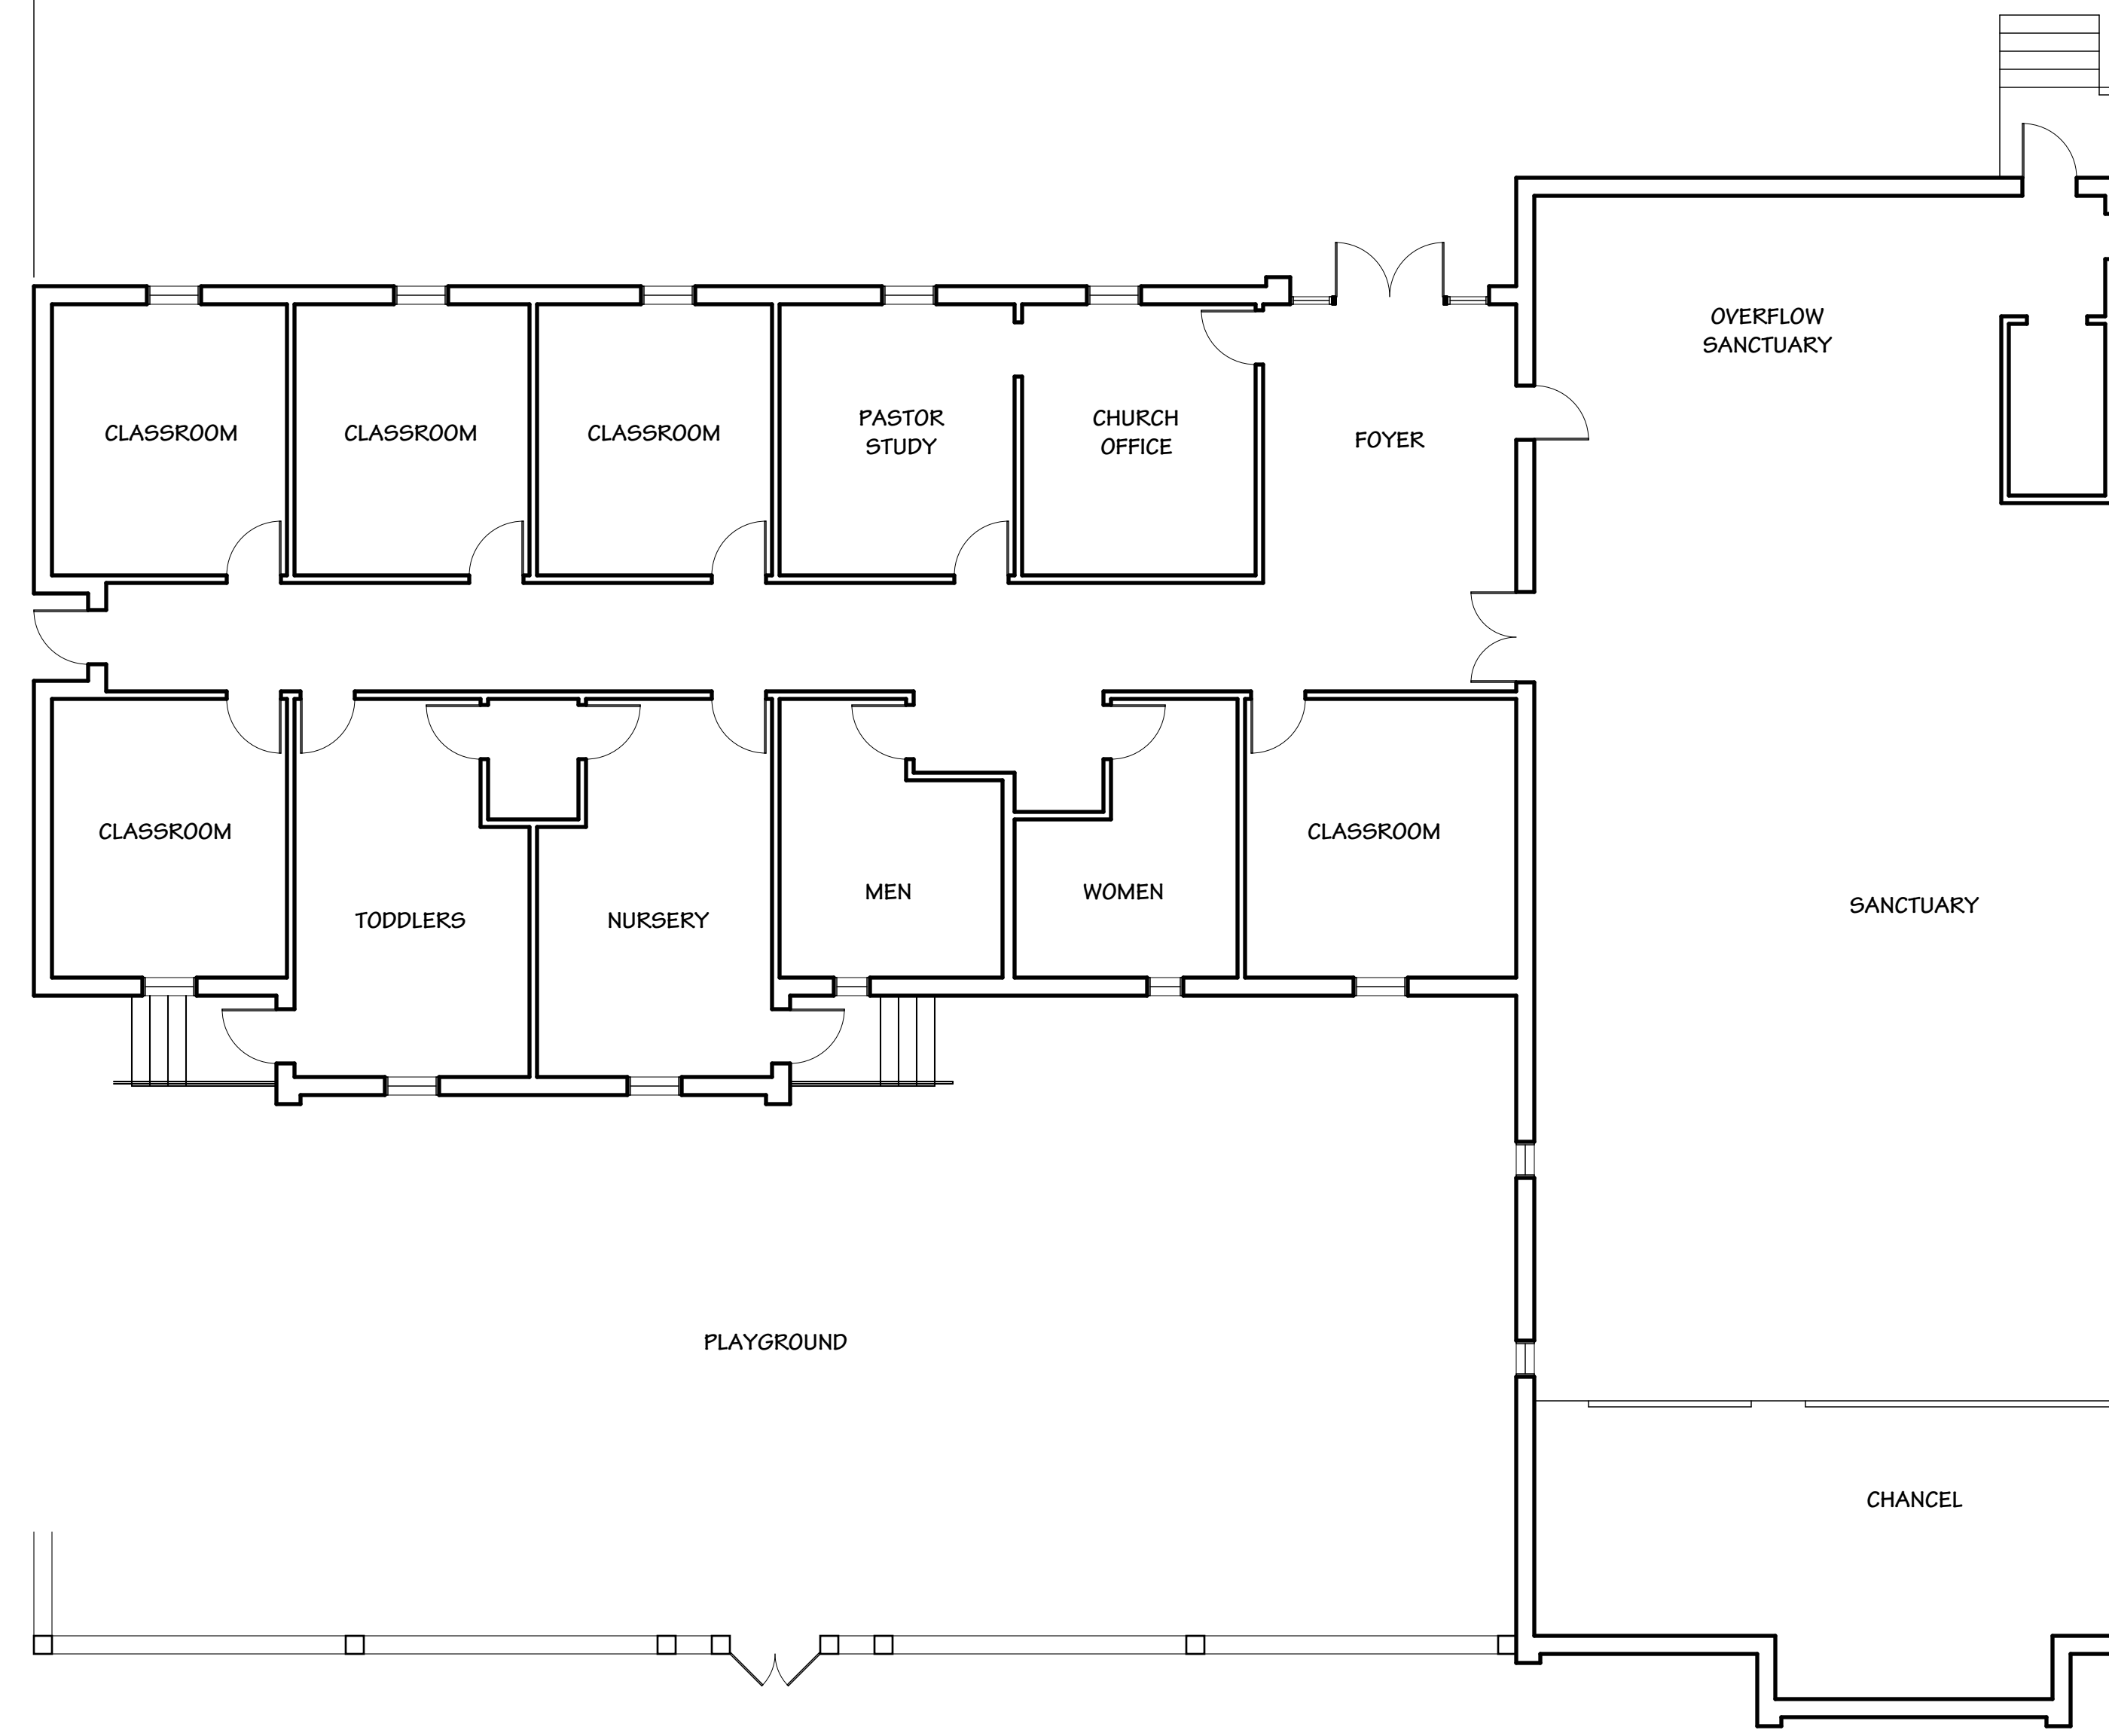 OVERFLOW
SANCTUARY
CLASSROOM
CLASSROOM
CLASSROOM
PASTOR
STUDY
CHURCH
OFFICE
FOYER
CLASSROOM
TODDLERS
NURSERY
MEN
WOMEN
CLASSROOM
SANCTUARY
PLAYGROUND
CHANCEL